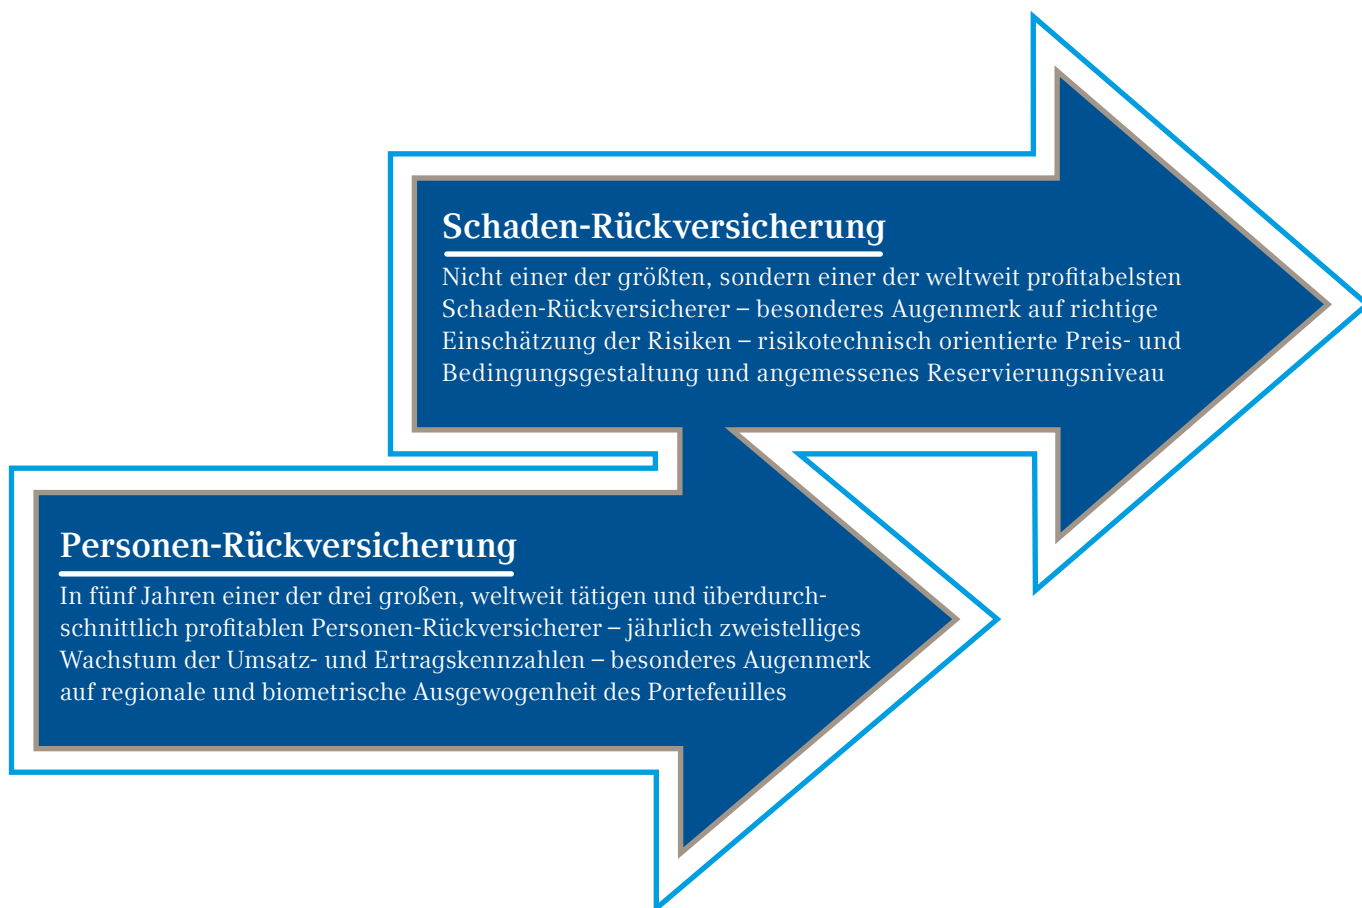 Schaden-Rückversicherung
Nicht einer der größten, sondern einer der weltweit profitabelsten
Schaden-Rückversicherer – besonderes Augenmerk auf richtige
Einschätzung der Risiken – risikotechnisch orientierte Preis- und
Bedingungsgestaltung und angemessenes Reservierungsniveau
Personen-Rückversicherung
In fünf Jahren einer der drei großen, weltweit tätigen und überdurch-
schnittlich profitablen Personen-Rückversicherer – jährlich zweistelliges
Wachstum der Umsatz- und Ertragskennzahlen – besonderes Augenmerk
auf regionale und biometrische Ausgewogenheit des Portefeuilles